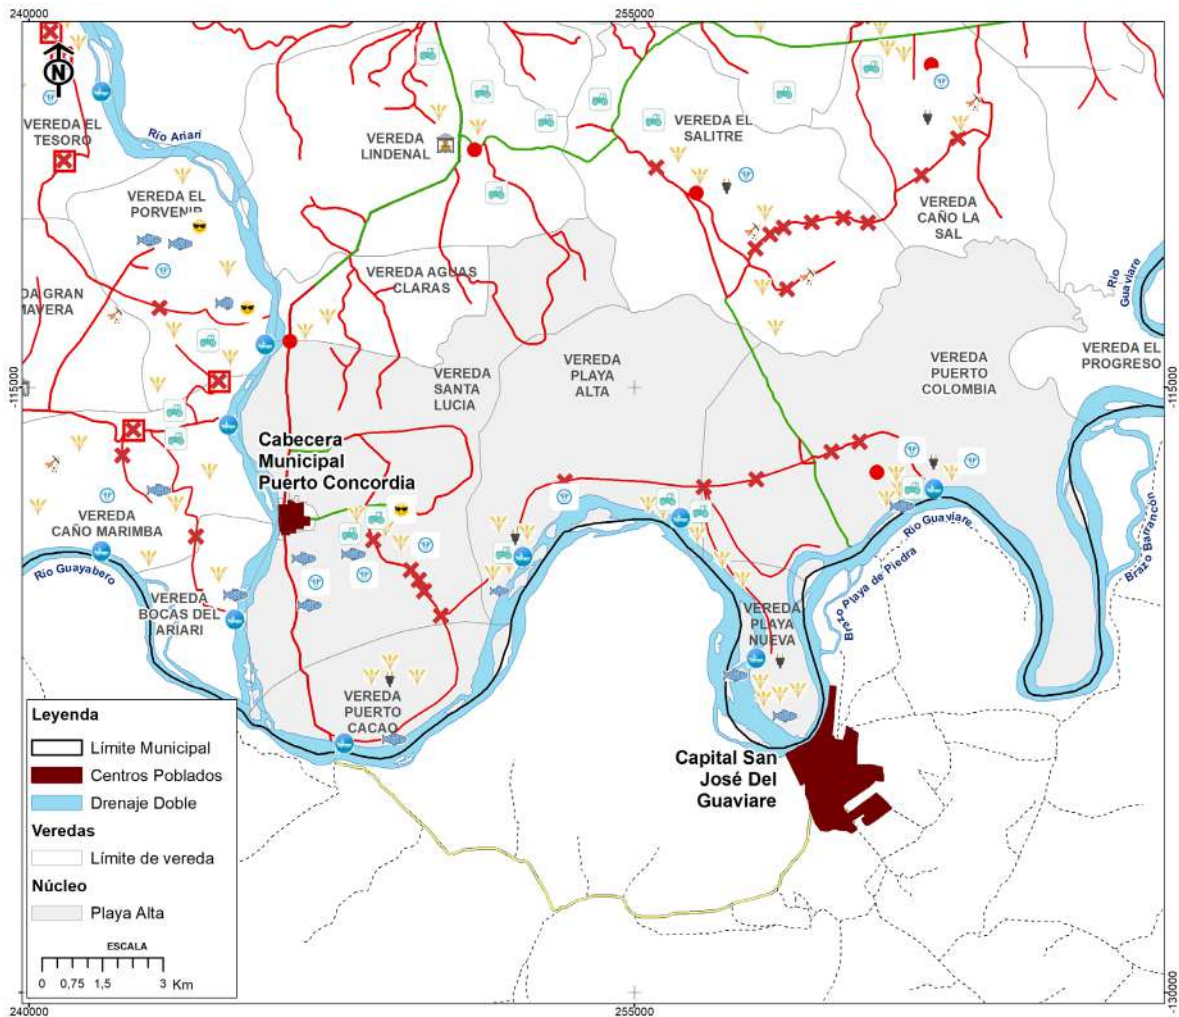 240000
255000
N
VEREDA EL
TESORO
Río Ariari
VEREDA
LINDENAL
VEREDA EL
SALITRE
VEREDA EL
PORVENIR
VEREDA
CAÑO LA
SAL
VEREDA AGUAS
CLARAS
Río
Guaviare
DA GRAN
MAVERA
VEREDA
SANTA
LUCIA
VEREDA
PLAYA
ALTA
VEREDA
PUERTO
COLOMBIA
VEREDA EL
PROGRESO
-115000
-115000
Cabecera
Municipal
Puerto Concordia
VEREDA
CAÑO MARIMBA
Río Guayabero
Río Guaviare
Brazo Playa de Piedra
Brazo Barrancón
VEREDA
BOCAS DEL
ARIARI
VEREDA
PLAYA
NUEVA
VEREDA
PUERTO
CACAO
Capital San
José Del
Guaviare
Leyenda
Límite Municipal
Centros Poblados
Drenaje Doble
Veredas
Límite de vereda
Núcleo
Playa Alta
ESCALA
0 0,75 1,5 3 Km
240000
255000
-130000